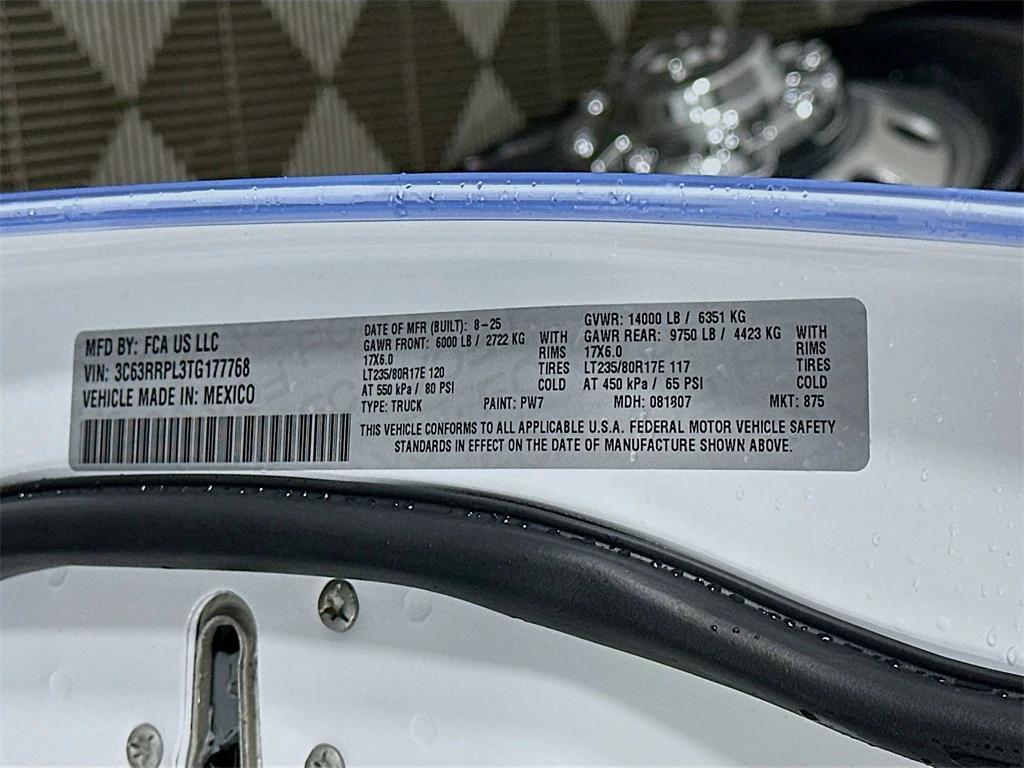 MFD BY: FCA US LLC
VIN: 3C63RRPL3TG177768
VEHICLE MADE IN: MEXICO
DATE OF MFR (BUILT): 8-25
GAWR FRONT: 6000 LB / 2722 KG
17X6.0
LT235/80R17E 120
AT 550 kPa / 80 PSI
WITH
RIMS
TIRES
COLD
GVWR: 14000 LB / 6351 KG
GAWR REAR: 9750 LB / 4423 KG
17X6.0
LT235/80R17E 117
AT 450 kPa / 65 PSI
WITH
RIMS
TIRES
COLD
TYPE: TRUCK PAINT: PW7 MDH: 081807 MKT: 875
THIS VEHICLE CONFORMS TO ALL APPLICABLE U.S.A. FEDERAL MOTOR VEHICLE SAFETY
STANDARDS IN EFFECT ON THE DATE OF MANUFACTURE SHOWN ABOVE.